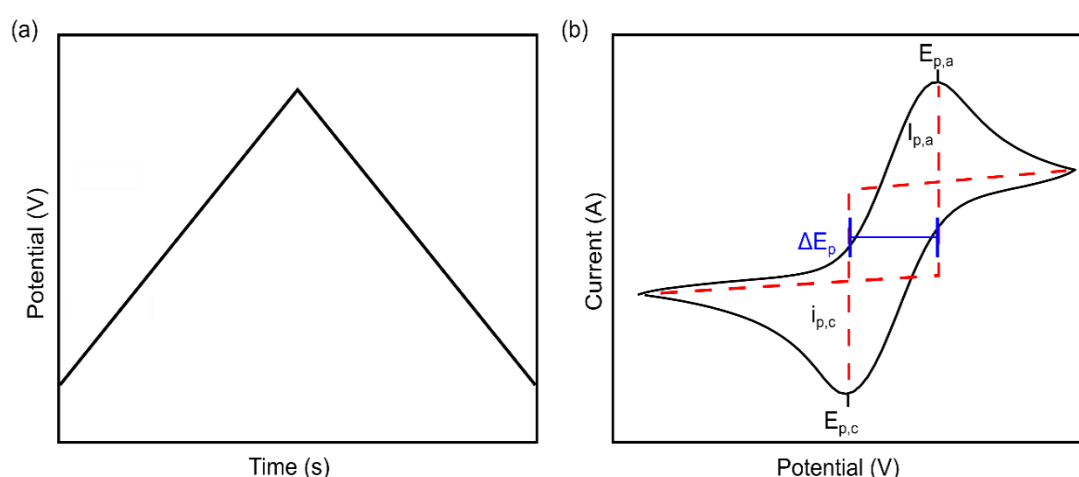 (a)
Potential (V)
Time (s)
(b)
E_p,a
I_p,a
ΔE_p
i_p,c
E_p,c
Current (A)
Potential (V)